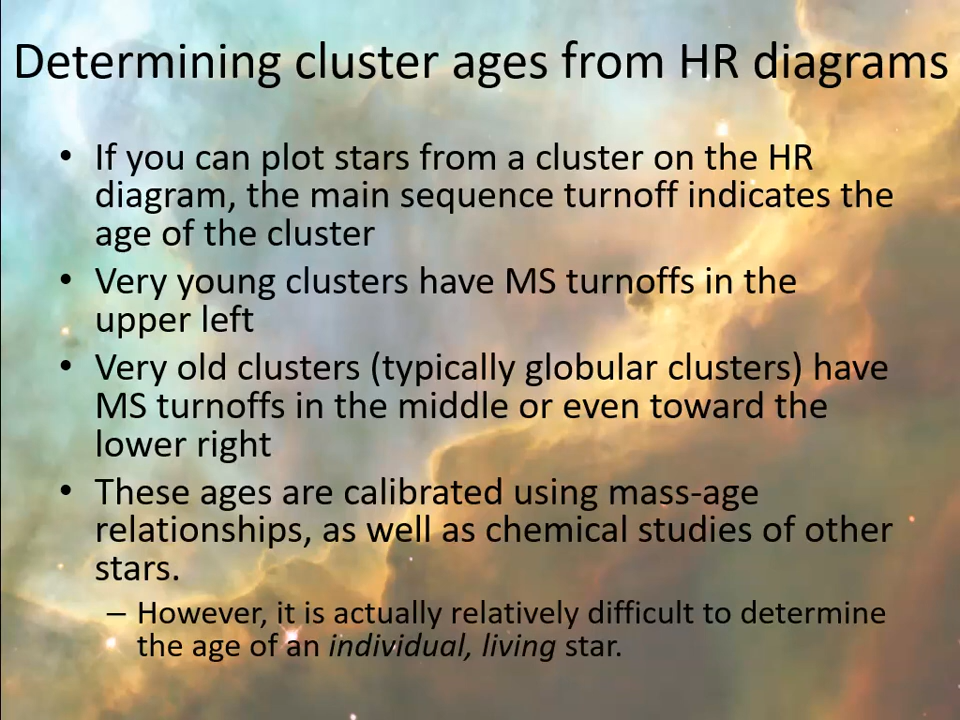 Determining cluster ages from HR diagrams
• If you can plot stars from a cluster on the HR
diagram, the main sequence turnoff indicates the
age of the cluster
• Very young clusters have MS turnoffs in the
upper left
• Very old clusters (typically globular clusters) have
MS turnoffs in the middle or even toward the
lower right
• These ages are calibrated using mass-age
relationships, as well as chemical studies of other
stars.
– However, it is actually relatively difficult to determine
the age of an individual, living star.